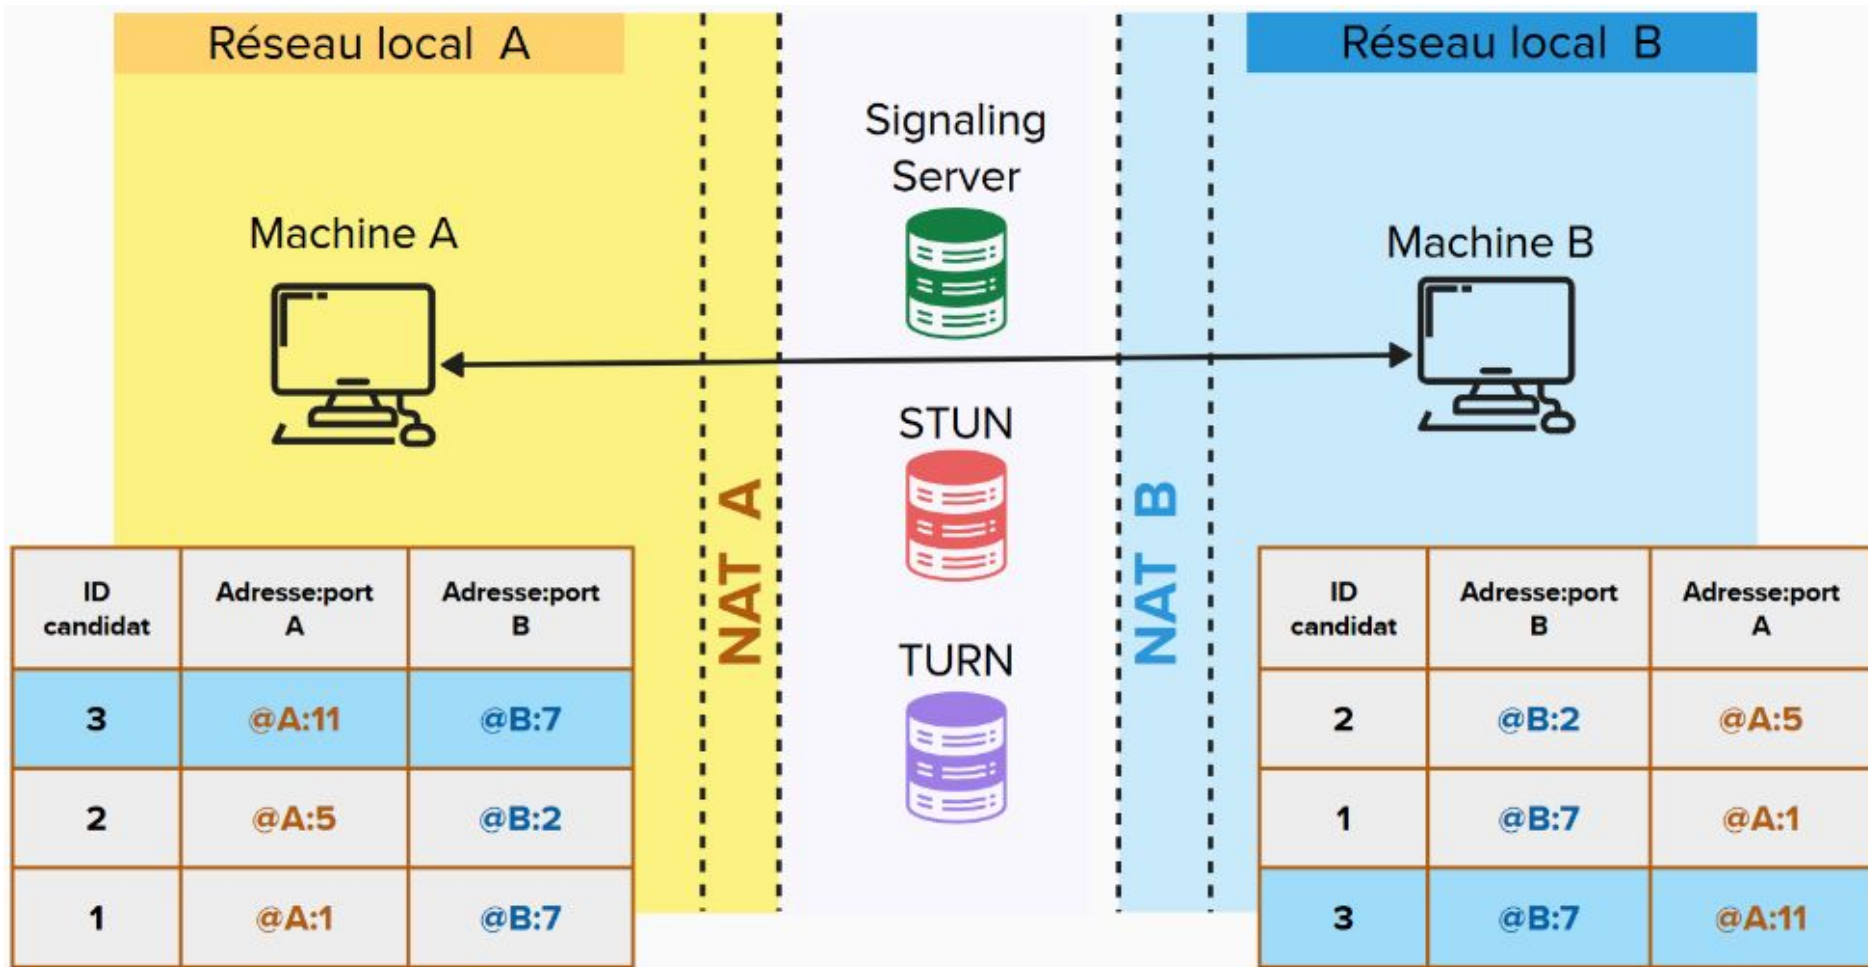 Réseau local A
Réseau local B
Signaling
Server
Machine A
Machine B
STUN
TURN
NAT A
NAT B
ID candidat Adresse:port A Adresse:port B
3 @A:11 @B:7
2 @A:5 @B:2
1 @A:1 @B:7
ID candidat Adresse:port B Adresse:port A
2 @B:2 @A:5
1 @B:7 @A:1
3 @B:7 @A:11